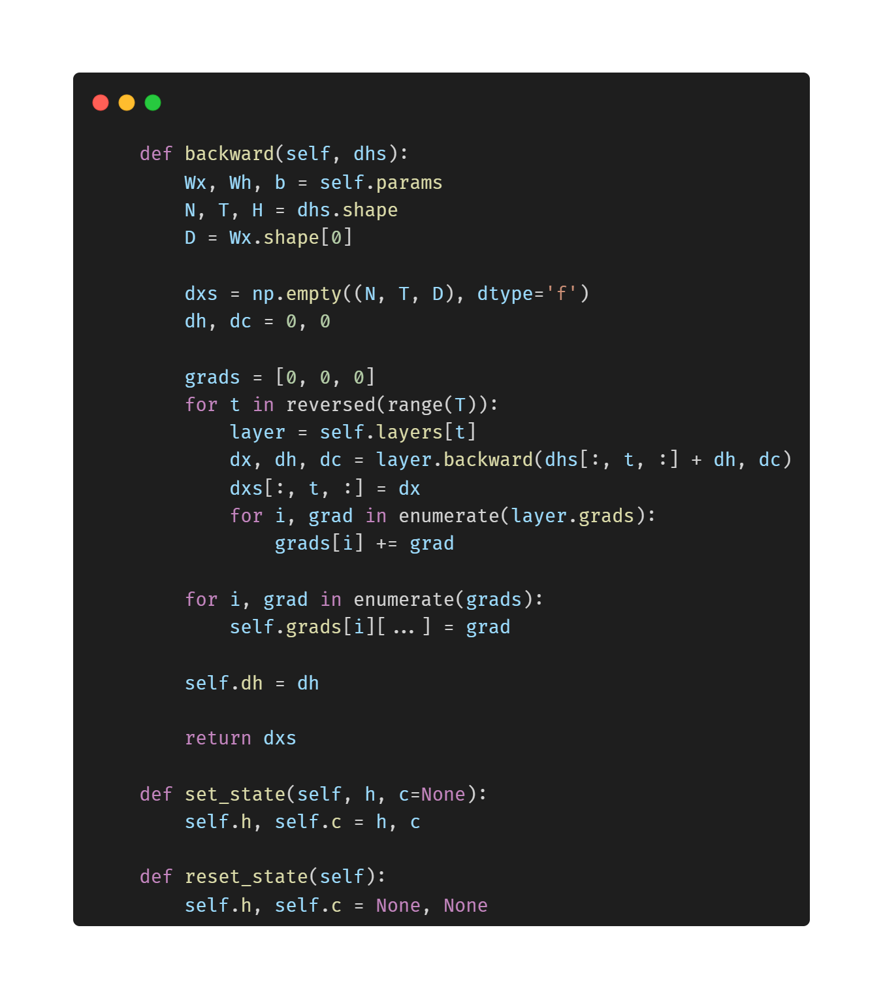 def backward(self, dhs):
    Wx, Wh, b = self.params
    N, T, H = dhs.shape
    D = Wx.shape[0]

    dxs = np.empty((N, T, D), dtype='f')
    dh, dc = 0, 0

    grads = [0, 0, 0]
    for t in reversed(range(T)):
        layer = self.layers[t]
        dx, dh, dc = layer.backward(dhs[:, t, :] + dh, dc)
        dxs[:, t, :] = dx
        for i, grad in enumerate(layer.grads):
            grads[i] += grad

    for i, grad in enumerate(grads):
        self.grads[i][...] = grad

    self.dh = dh

    return dxs

def set_state(self, h, c=None):
    self.h, self.c = h, c

def reset_state(self):
    self.h, self.c = None, None